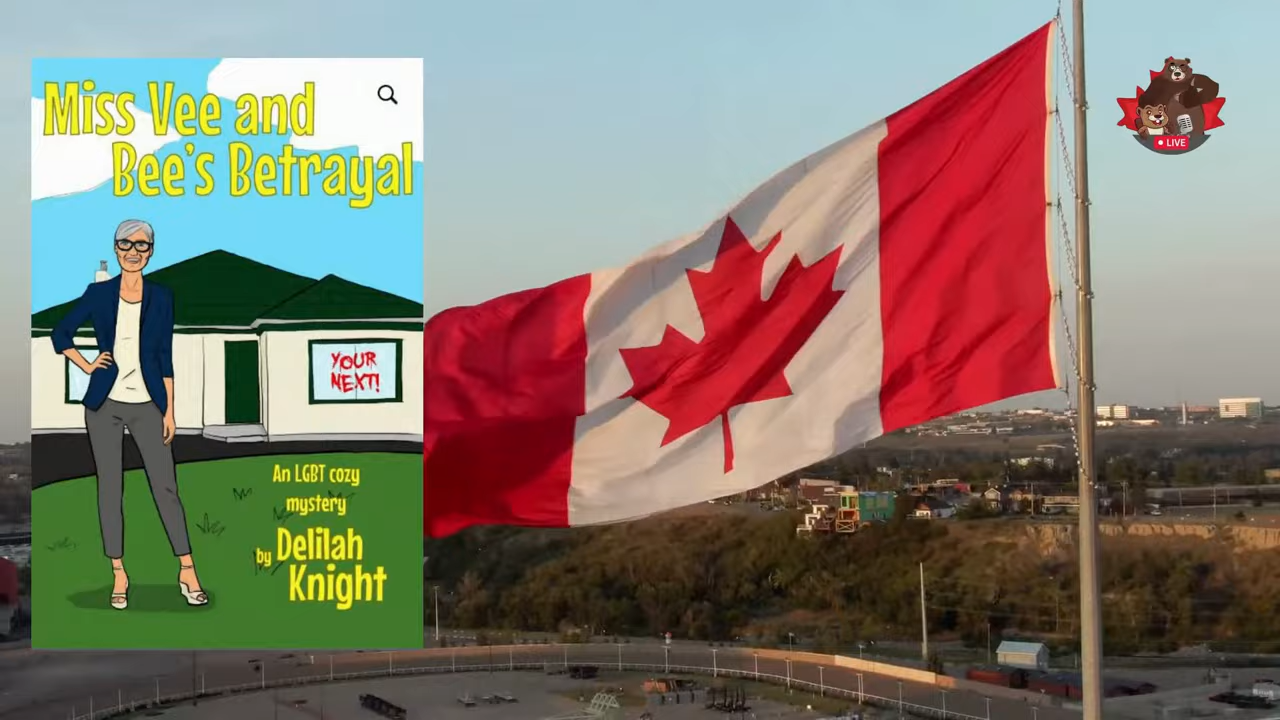 Miss Vee and
Bee's Betrayal
YOUR
NEXT!
An LGBT cozy
mystery
by Delilah
Knight
LIVE